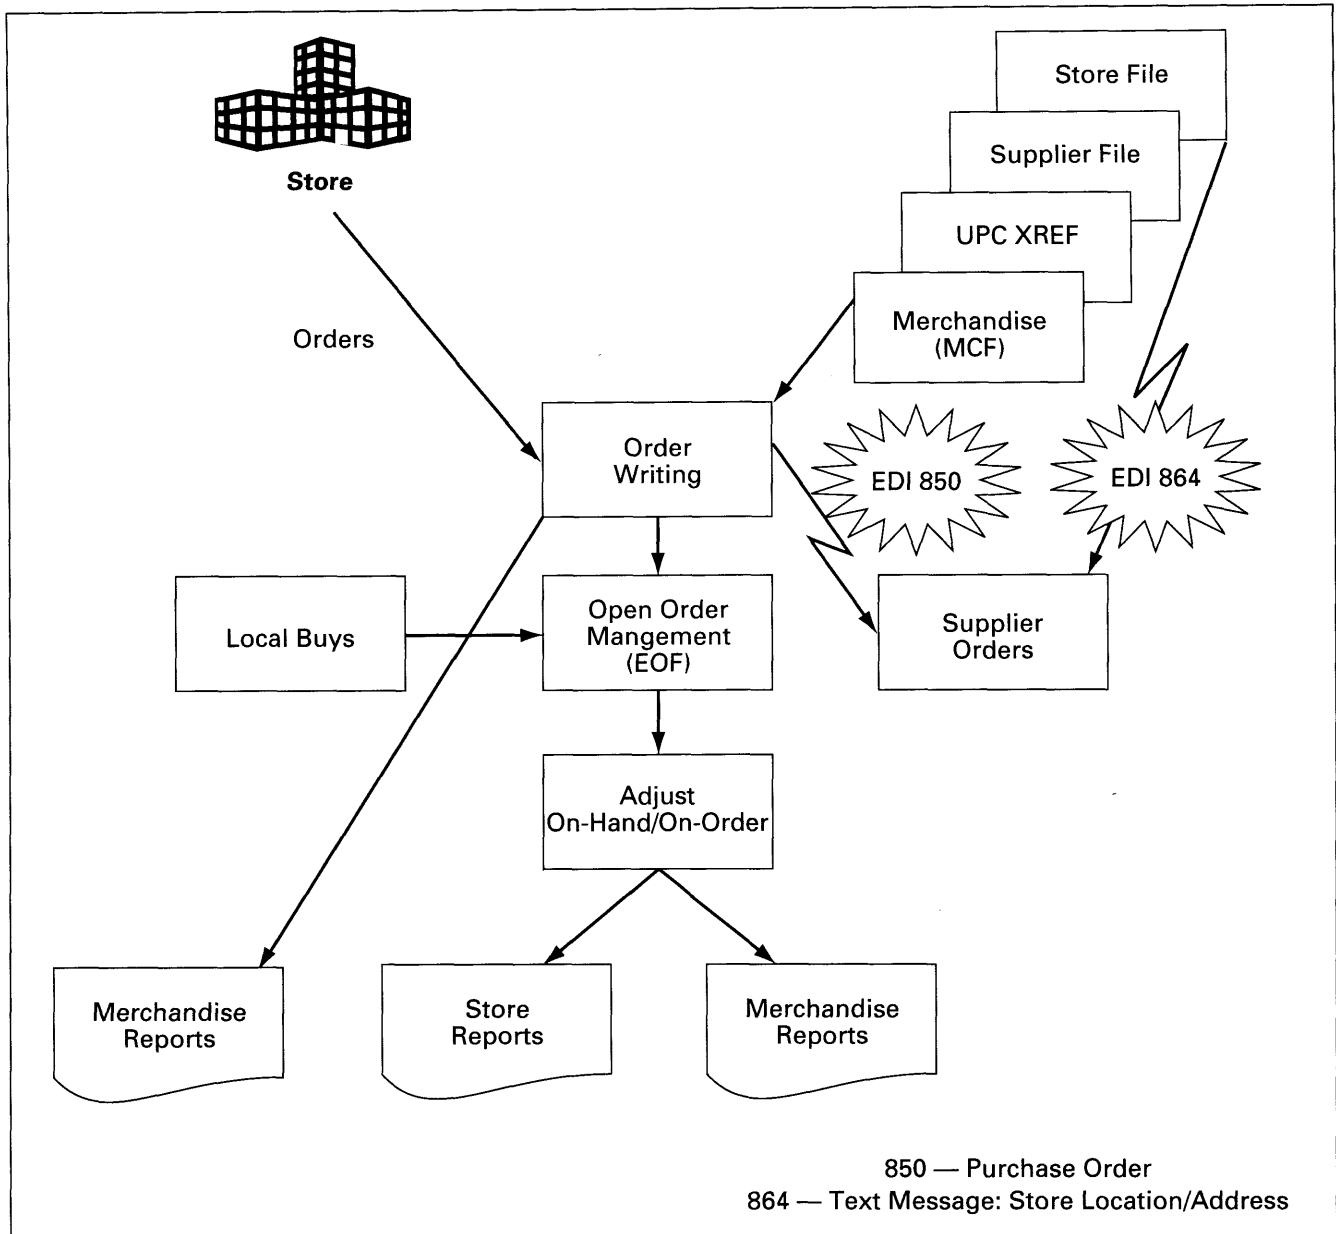 Store File
Supplier File
Store
UPC XREF
Merchandise
(MCF)
Orders
Order
Writing
EDI 850
EDI 864
Local Buys
Open Order
Mangement
(EOF)
Supplier
Orders
Adjust
On-Hand/On-Order
Merchandise
Reports
Store
Reports
Merchandise
Reports
850 — Purchase Order
864 — Text Message: Store Location/Address